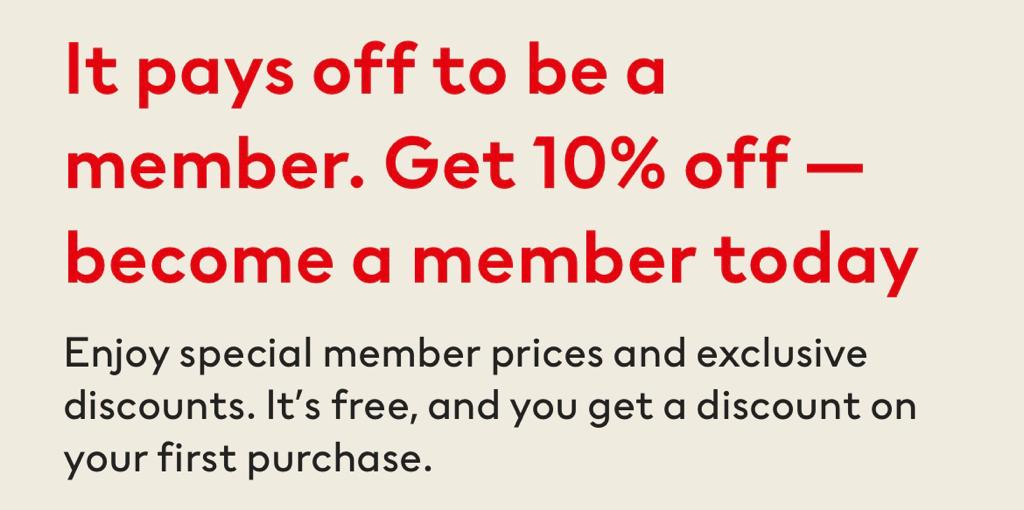 It pays off to be a
member. Get 10% off —
become a member today
Enjoy special member prices and exclusive
discounts. It’s free, and you get a discount on
your first purchase.